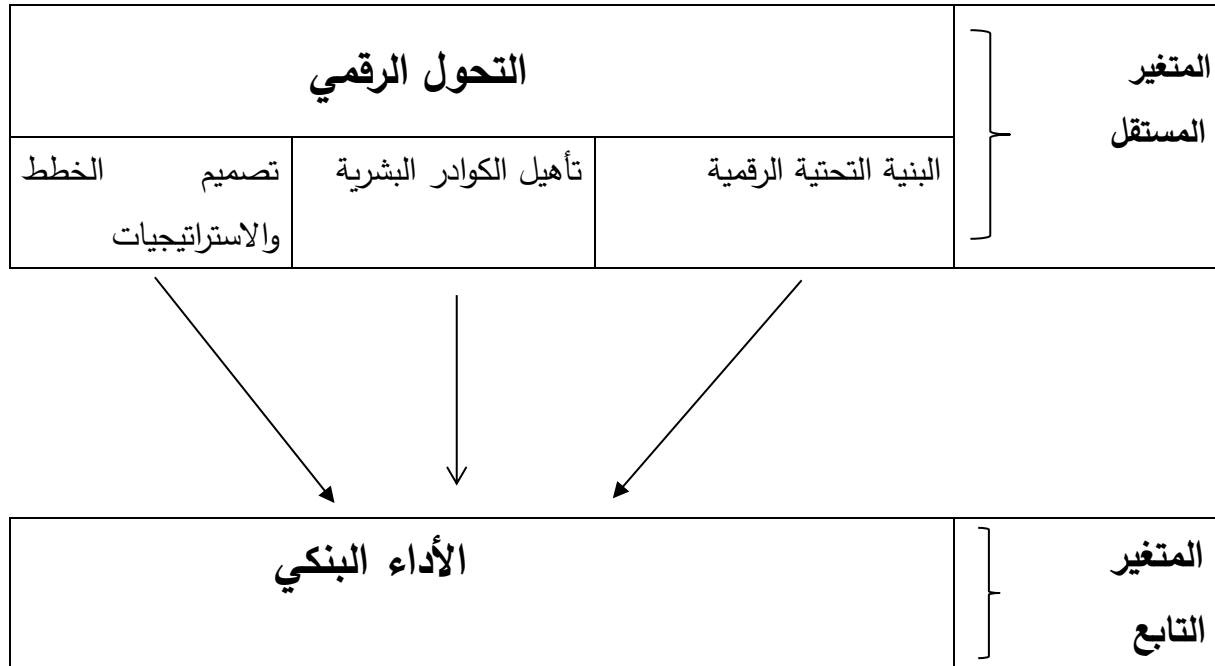 المتغير
المستقل
التحول الرقمي
البنية التحتية الرقمية
تأهيل الكوادر البشرية
تصميم الخطط
والاستراتيجيات
المتغير
التابع
الأداء البنكي